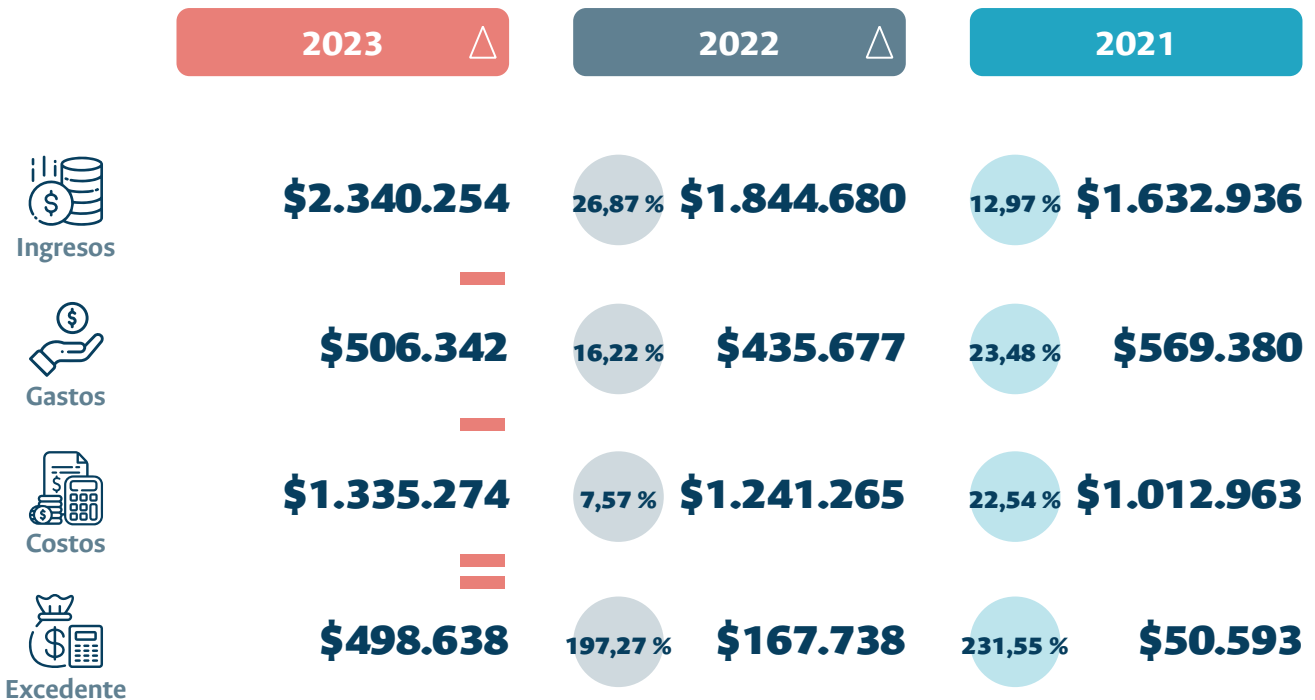 2023 △ 2022 △ 2021
Ingresos $2.340.254 26,87 % $1.844.680 12,97 % $1.632.936
Gastos $506.342 16,22 % $435.677 23,48 % $569.380
Costos $1.335.274 7,57 % $1.241.265 22,54 % $1.012.963
Excedente $498.638 197,27 % $167.738 231,55 % $50.593